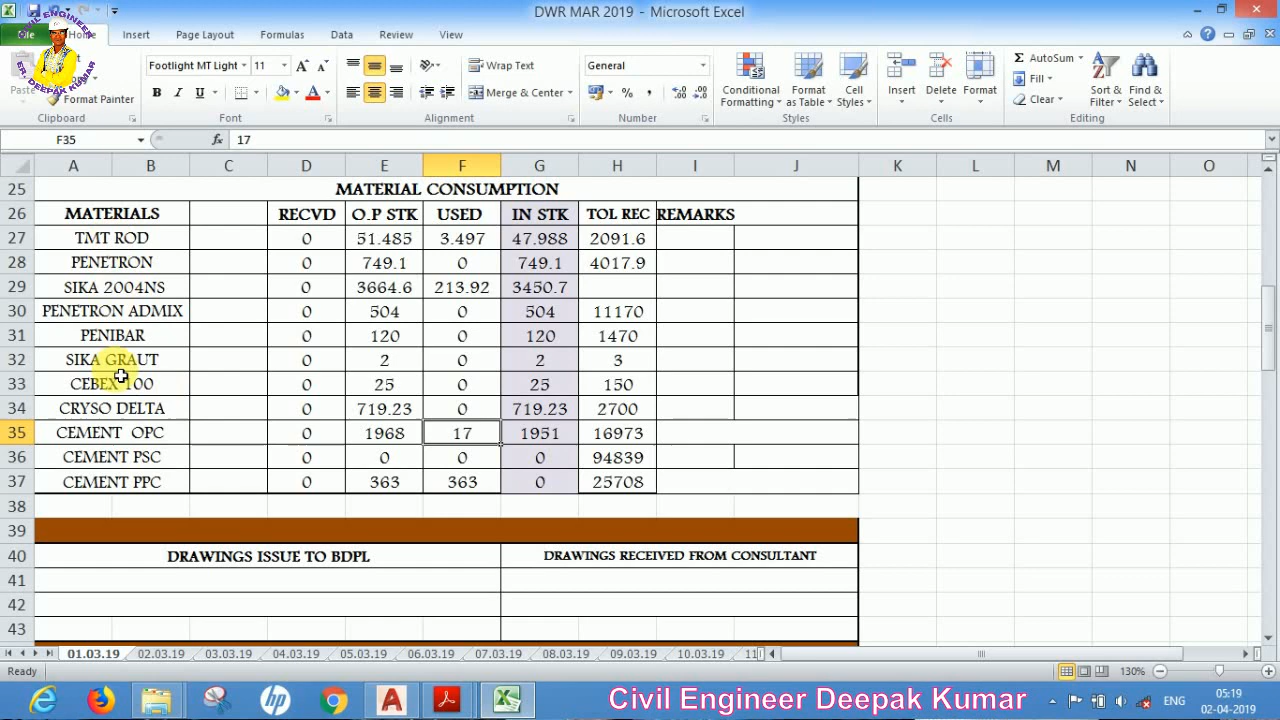 DWR MAR 2019 - Microsoft Excel
CIVIL ENGINEER
ER. DEEPAK KUMAR
File Home Insert Page Layout Formulas Data Review View
Paste
Format Painter
Clipboard
Footlight MT Light 11
B I U
Font
Wrap Text
Merge & Center
Alignment
General
%
Number
Conditional Formatting
Format as Table
Cell Styles
Styles
Insert
Delete
Format
Cells
Σ AutoSum
Fill
Clear
Sort & Filter
Find & Select
Editing
F35 fx 17
A B C D E F G H I J K L M N O
25 MATERIAL CONSUMPTION
26 MATERIALS RECVD O.P STK USED IN STK TOL REC REMARKS
27 TMT ROD 0 51.485 3.497 47.988 2091.6
28 PENETRON 0 749.1 0 749.1 4017.9
29 SIKA 2004NS 0 3664.6 213.92 3450.7
30 PENETRON ADMIX 0 504 0 504 11170
31 PENIBAR 0 120 0 120 1470
32 SIKA GRAUT 0 2 0 2 3
33 CEBEX 100 0 25 0 25 150
34 CRYSO DELTA 0 719.23 0 719.23 2700
35 CEMENT OPC 0 1968 17 1951 16973
36 CEMENT PSC 0 0 0 0 94839
37 CEMENT PPC 0 363 363 0 25708
38
39
40 DRAWINGS ISSUE TO BDPL DRAWINGS RECEIVED FROM CONSULTANT
41
42
43
01.03.19 02.03.19 03.03.19 04.03.19 05.03.19 06.03.19 07.03.19 08.03.19 09.03.19 10.03.19 11
Ready 130%
Civil Engineer Deepak Kumar
ENG
05:19
02-04-2019